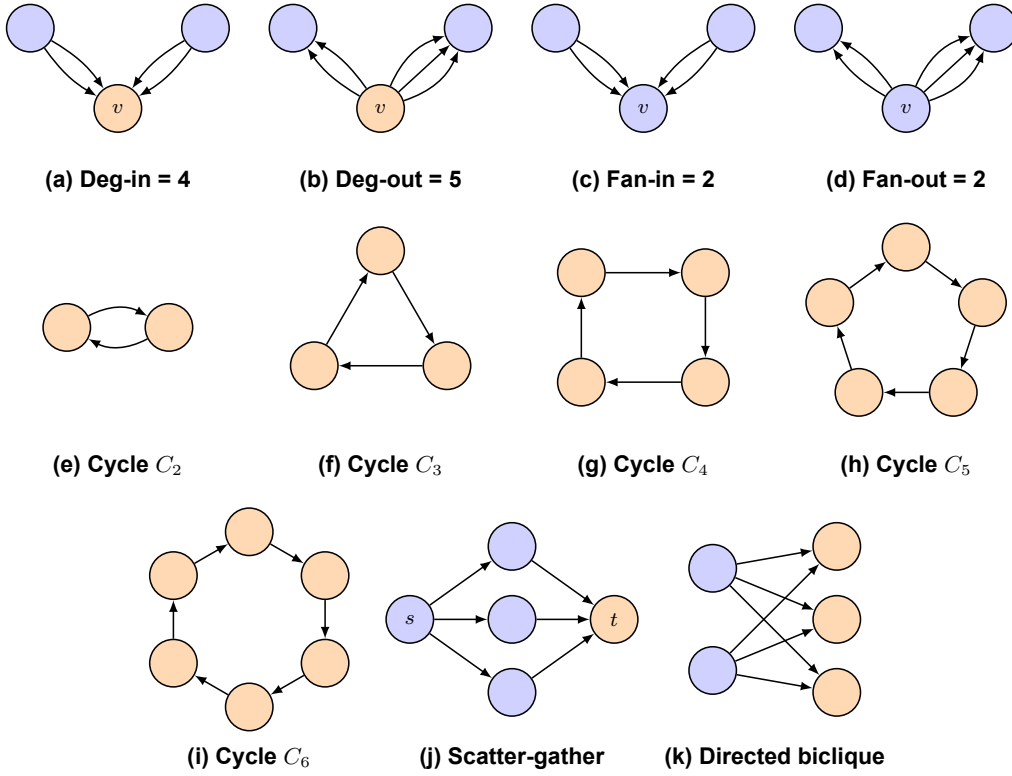 v
v
v
v
(a) Deg-in = 4
(b) Deg-out = 5
(c) Fan-in = 2
(d) Fan-out = 2
(e) Cycle C2
(f) Cycle C3
(g) Cycle C4
(h) Cycle C5
s
t
(i) Cycle C6
(j) Scatter-gather
(k) Directed biclique